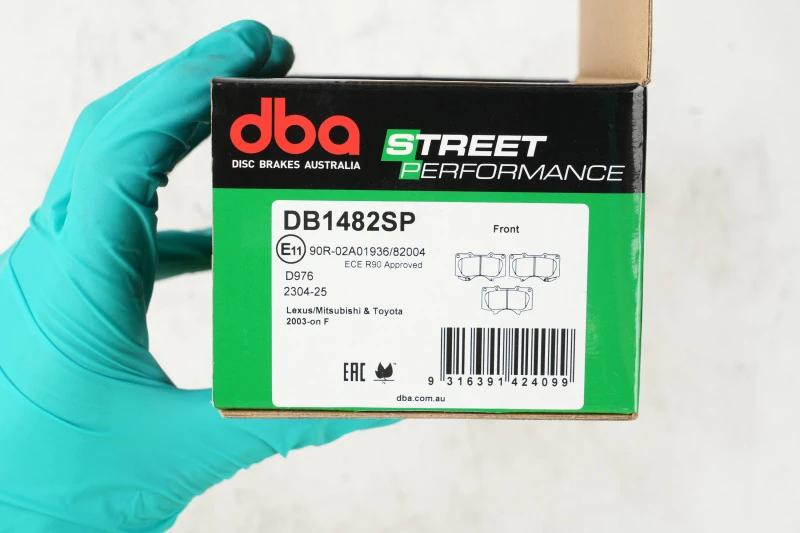 dba
DISC BRAKES AUSTRALIA
STREET
PERFORMANCE
DB1482SP
Front
E11 90R-02A01936/82004
ECE R90 Approved
D976
2304-25
Lexus/Mitsubishi & Toyota
2003-on F
EAC
9 316391 424099
dba.com.au